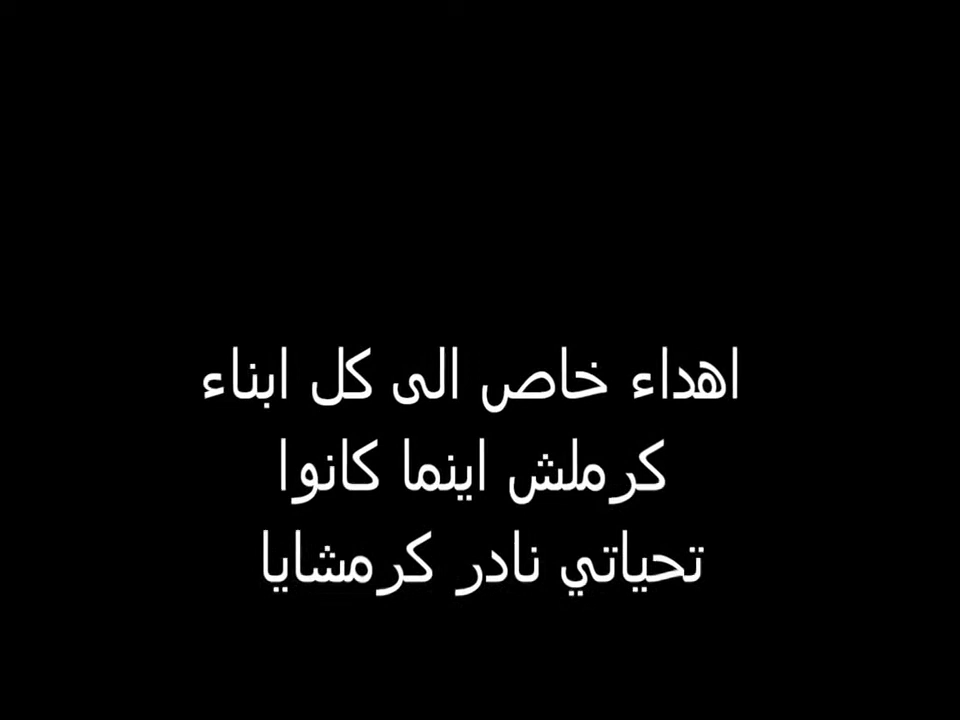 اهداء خاص الى كل ابناء
كرملش اينما كانوا
تحياتي نادر كرمشايا